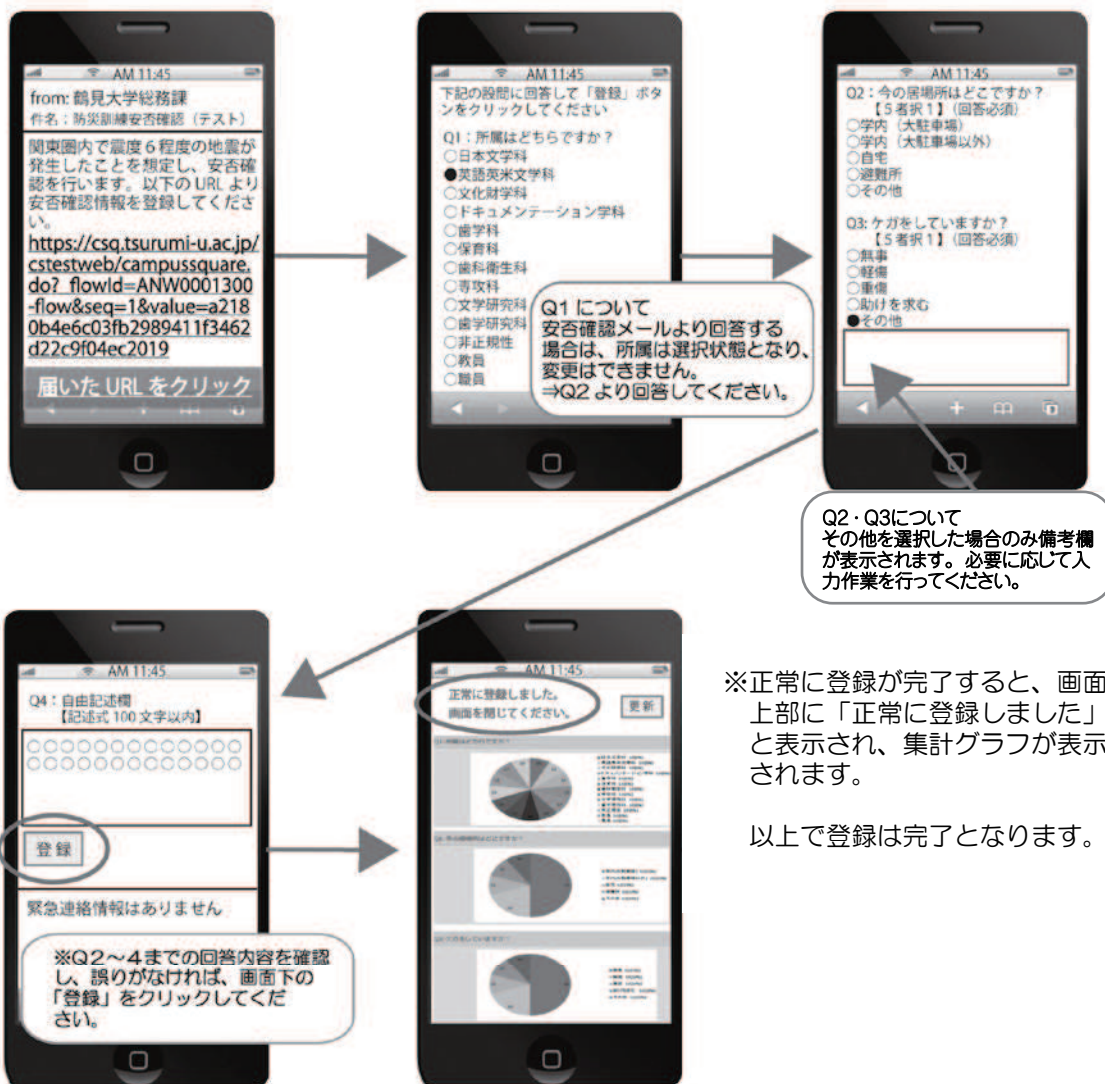 AM 11:45
from: 鶴見大学総務課
件名：防災訓練安否確認（テスト）
関東圏内で震度６程度の地震が
発生したことを想定し、安否確
認を行います。以下の URL より
安否確認情報を登録してくださ
い。
https://csq.tsurumi-u.ac.jp/
cstestweb/campussquare.
do?_flowId=ANW0001300
-flow&seq=1&value=a218
0b4e6c03fb2989411f3462
d22c9f04ec2019
届いた URL をクリック
AM 11:45
下記の設問に回答して「登録」ボタ
ンをクリックしてください
Q1：所属はどちらですか？
○日本文学科
●英語英米文学科
○文化財学科
○ドキュメンテーション学科
○歯学科
○保育科
○歯科衛生科
○専攻科
○文学研究科
○歯学研究科
○非正規性
○教員
○職員
Q1 について
安否確認メールより回答する
場合は、所属は選択状態となり、
変更はできません。
⇒Q2 より回答してください。
AM 11:45
Q2：今の居場所はどこですか？
【５者択１】（回答必須）
○学内（大駐車場）
○学内（大駐車場以外）
○自宅
○避難所
○その他
Q3: ケガをしていますか？
【５者択１】（回答必須）
○無事
○軽傷
○重傷
○助けを求む
●その他
Q2・Q3について
その他を選択した場合のみ備考欄
が表示されます。必要に応じて入
力作業を行ってください。
AM 11:45
Q4：自由記述欄
【記述式 100 文字以内】
○○○○○○○○○○○○○
○○○○○○○○○○○○○
登録
緊急連絡情報はありません
※Q２～４までの回答内容を確認
し、誤りがなければ、画面下の
「登録」をクリックしてくだ
さい。
AM 11:45
正常に登録しました。
画面を閉じてください。
更新
※正常に登録が完了すると、画面
上部に「正常に登録しました」
と表示され、集計グラフが表示
されます。
以上で登録は完了となります。